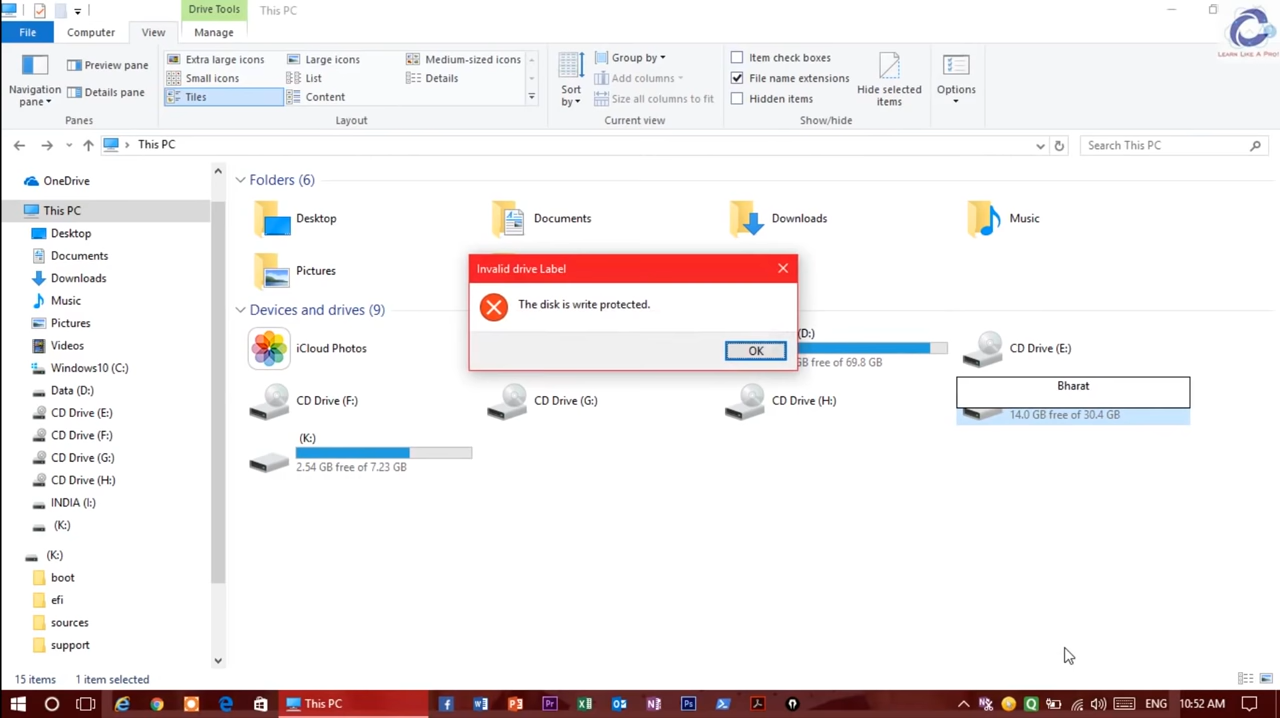 Drive Tools
This PC
File
Computer
View
Manage
Navigation pane
Preview pane
Details pane
Panes
Extra large icons
Large icons
Medium-sized icons
Small icons
List
Details
Tiles
Content
Layout
Sort by
Group by
Add columns
Size all columns to fit
Current view
Item check boxes
File name extensions
Hidden items
Hide selected items
Show/hide
Options
LEARN LIKE A PRO
This PC
Search This PC
OneDrive
This PC
Desktop
Documents
Downloads
Music
Pictures
Videos
Windows10 (C:)
Data (D:)
CD Drive (E:)
CD Drive (F:)
CD Drive (G:)
CD Drive (H:)
INDIA (I:)
(K:)
(K:)
boot
efi
sources
support
Folders (6)
Desktop
Documents
Downloads
Music
Pictures
Devices and drives (9)
iCloud Photos
(D:)
GB free of 69.8 GB
CD Drive (E:)
CD Drive (F:)
CD Drive (G:)
CD Drive (H:)
Bharat
14.0 GB free of 30.4 GB
(K:)
2.54 GB free of 7.23 GB
Invalid drive Label
The disk is write protected.
OK
15 items
1 item selected
This PC
ENG
10:52 AM